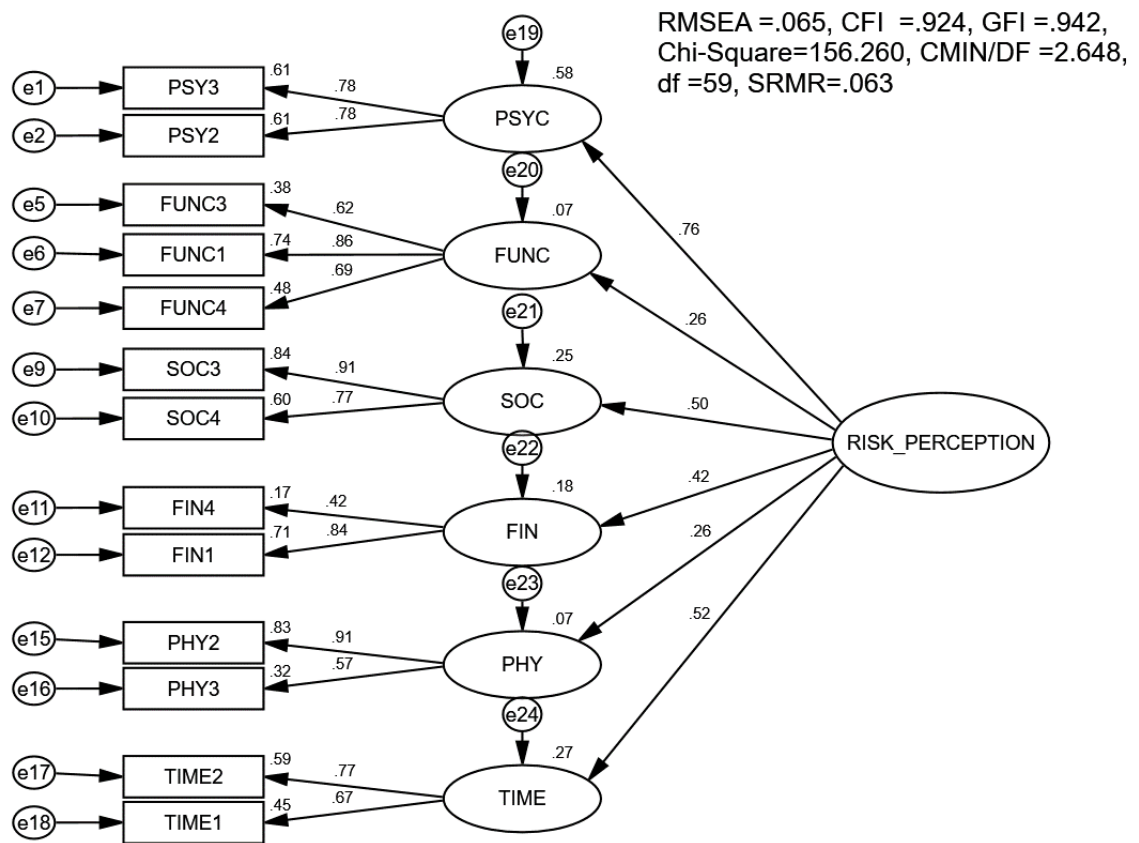 RMSEA =.065, CFI =.924, GFI =.942,
Chi-Square=156.260, CMIN/DF =2.648,
df =59, SRMR=.063
e19
.58
PSYC
e1
PSY3
.61
.78
e2
PSY2
.61
.78
e20
.07
FUNC
e5
FUNC3
.38
.62
e6
FUNC1
.74
.86
e7
FUNC4
.48
.69
e21
.25
SOC
e9
SOC3
.84
.91
e10
SOC4
.60
.77
e22
.18
FIN
e11
FIN4
.17
.42
e12
FIN1
.71
.84
e23
.07
PHY
e15
PHY2
.83
.91
e16
PHY3
.32
.57
e24
.27
TIME
e17
TIME2
.59
.77
e18
TIME1
.45
.67
.76
.26
.50
.42
.26
.52
RISK_PERCEPTION